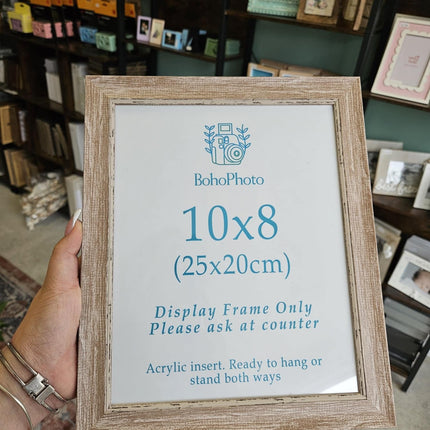 BohoPhoto
10x8
(25x20cm)
Display Frame Only
Please ask at counter
Acrylic insert. Ready to hang or
stand both ways